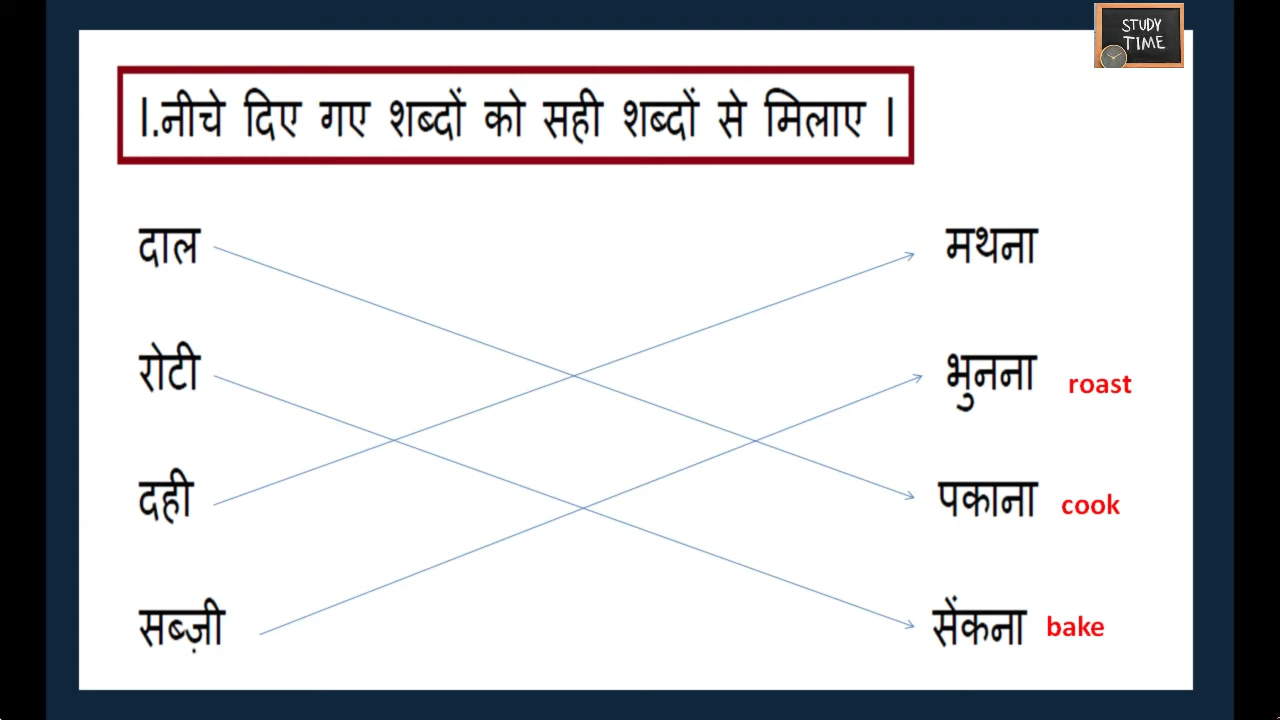 STUDY
TIME
I.नीचे दिए गए शब्दों को सही शब्दों से मिलाए ।
दाल मथना
रोटी भुनना roast
दही पकाना cook
सब्ज़ी सेंकना bake